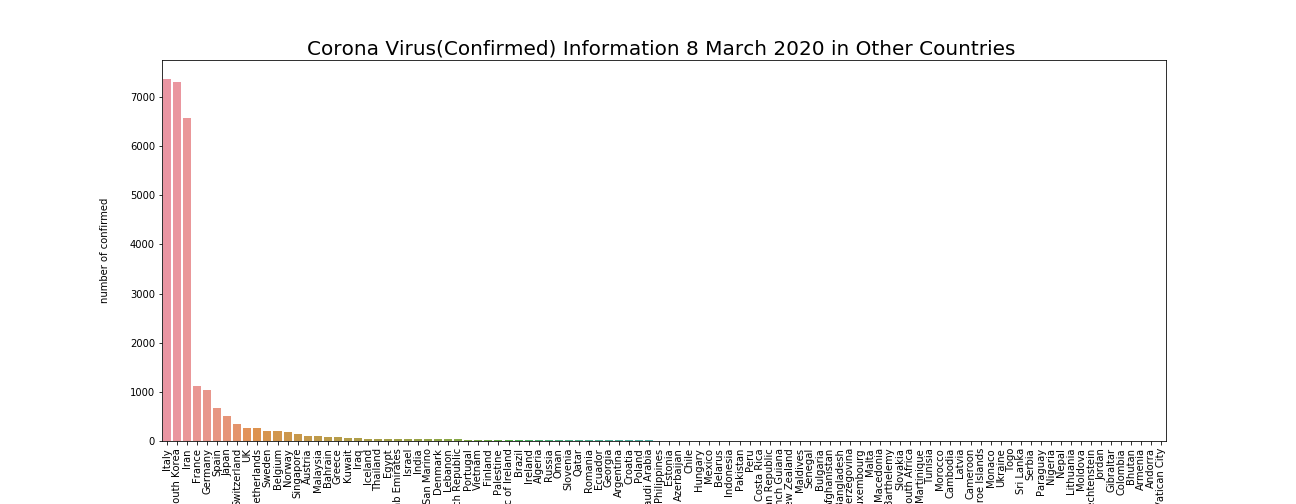 Corona Virus(Confirmed) Information 8 March 2020 in Other Countries
number of confirmed
7000
6000
5000
4000
3000
2000
1000
0
Italy
outh Korea
Iran
France
Germany
Spain
Japan
Switzerland
UK
etherlands
Sweden
Belgium
Norway
Singapore
Austria
Malaysia
Bahrain
Greece
Kuwait
Iraq
Iceland
Thailand
Egypt
b Emirates
Israel
India
San Marino
Denmark
Lebanon
ch Republic
Portugal
Vietnam
Finland
Palestine
c of Ireland
Brazil
Ireland
Algeria
Russia
Oman
Slovenia
Qatar
Romania
Ecuador
Georgia
Argentina
Croatia
Poland
audi Arabia
Philippines
Estonia
Azerbaijan
Chile
Hungary
Mexico
Belarus
Indonesia
Pakistan
Peru
Costa Rica
an Republic
nch Guiana
ew Zealand
Maldives
Senegal
Bulgaria
fghanistan
angladesh
erzegovina
Slovakia
outh Africa
Martinique
Tunisia
Morocco
Cambodia
Latvia
Cameroon
roe Islands
Monaco
Ukraine
Togo
Sri Lanka
Serbia
Paraguay
Nigeria
Nepal
Lithuania
Moldova
chtenstein
Jordan
Gibraltar
Colombia
Bhutan
Armenia
Andorra
Vatican City
Malta
Macedonia
Barthelemy
xembourg